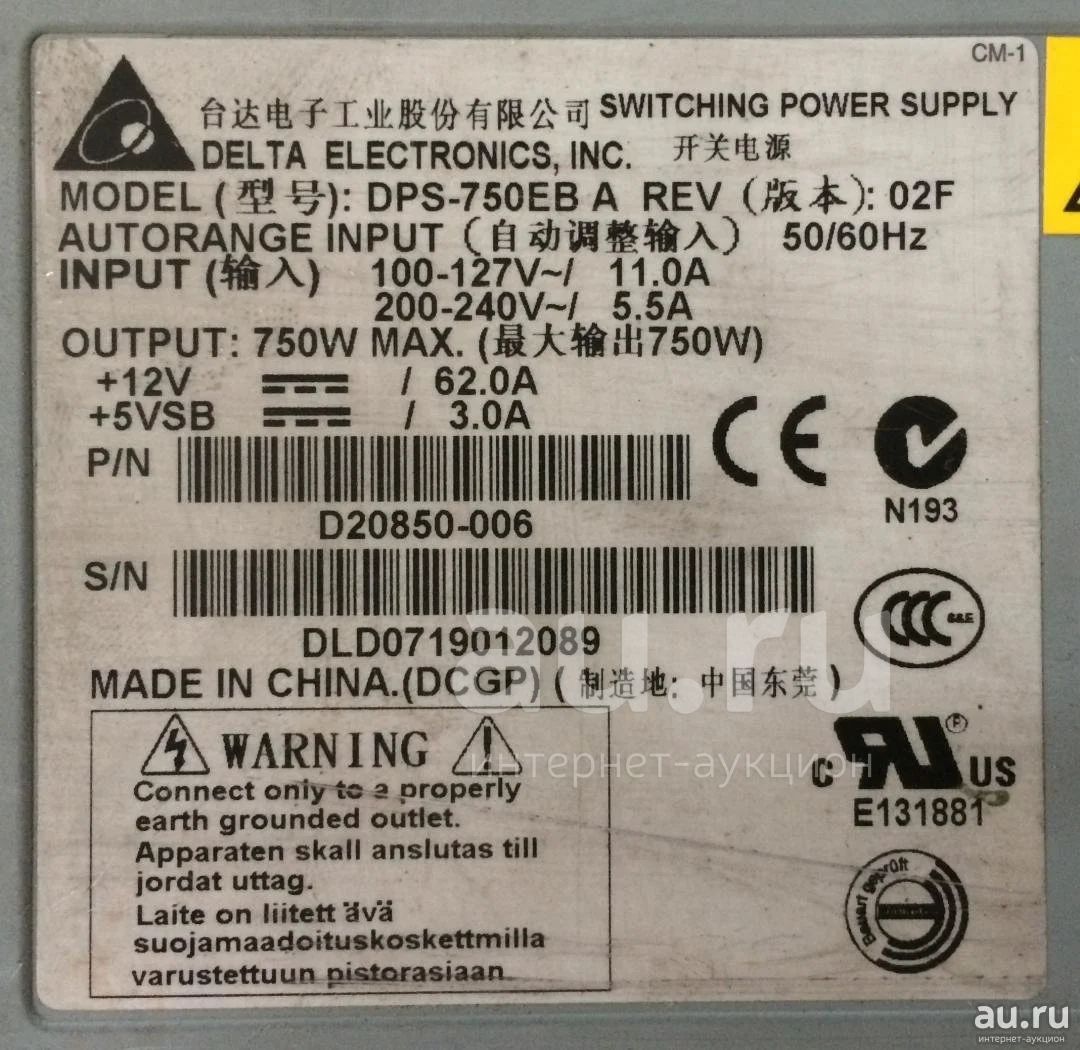 CM-1
台达电子工业股份有限公司 SWITCHING POWER SUPPLY
DELTA ELECTRONICS, INC. 开关电源
MODEL (型号): DPS-750EB A REV (版本): 02F
AUTORANGE INPUT (自动调整输入) 50/60Hz
INPUT (输入) 100-127V~/ 11.0A
200-240V~/ 5.5A
OUTPUT: 750W MAX. (最大输出750W)
+12V / 62.0A
+5VSB / 3.0A
P/N
D20850-006
CE
N193
S/N
DLD0719012089
CCC S&E
MADE IN CHINA.(DCGP) (制造地: 中国东莞)
WARNING
Connect only to a properly
earth grounded outlet.
Apparaten skall anslutas till
jordat uttag.
Laite on liitett ävä
suojamaadoituskoskettmilla
varustettuun pistorasiaan
c RU ® US
E131881
Bauart geprüft
au.ru
интернет-аукцион
au.ru
интернет-аукцион